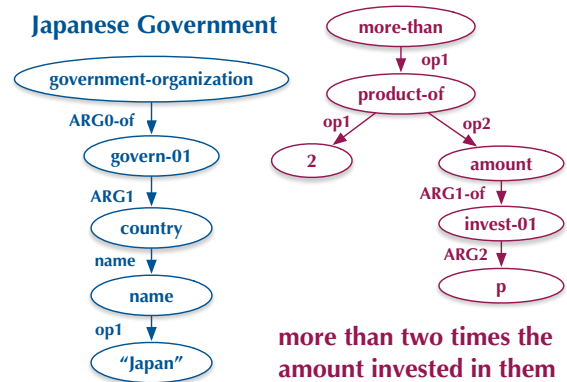 Japanese Government
government-organization
ARG0-of
govern-01
ARG1
country
name
name
op1
“Japan”
more-than
op1
product-of
op1
op2
2
amount
ARG1-of
invest-01
ARG2
p
more than two times the
amount invested in them